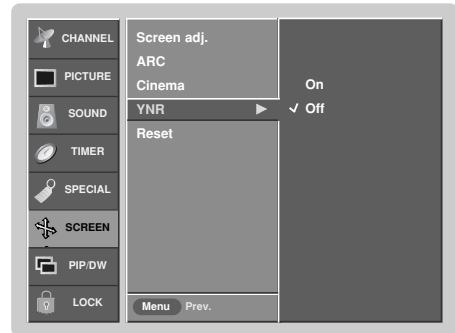 CHANNEL
PICTURE
SOUND
TIMER
SPECIAL
SCREEN
PIP/DW
LOCK
Screen adj.
ARC
Cinema
YNR ►
Reset
Menu Prev.
On
✓ Off